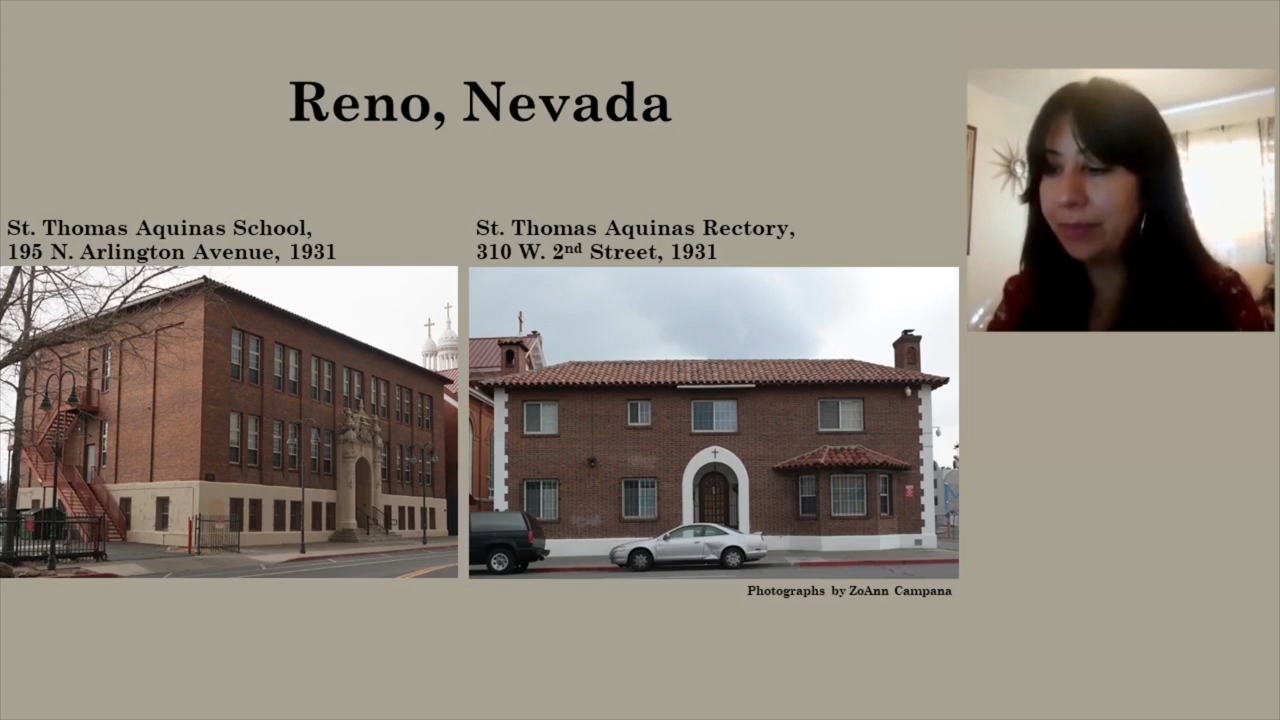 Reno, Nevada
St. Thomas Aquinas School,
195 N. Arlington Avenue, 1931
St. Thomas Aquinas Rectory,
310 W. 2nd Street, 1931
Photographs by ZoAnn Campana